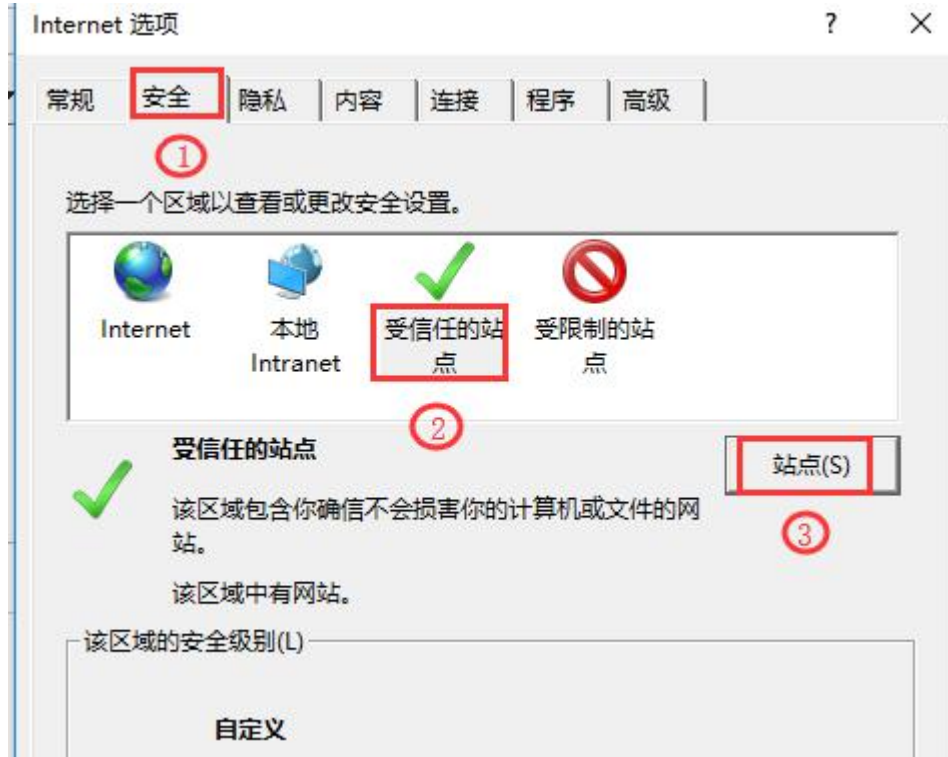 Internet 选项
? ×
常规 安全 隐私 内容 连接 程序 高级
①
选择一个区域以查看或更改安全设置。
Internet 本地 受信任的站 受限制的站
Intranet 点 点
②
受信任的站点
站点(S)
③
该区域包含你确信不会损害你的计算机或文件的网
站。
该区域中有网站。
该区域的安全级别(L)
自定义